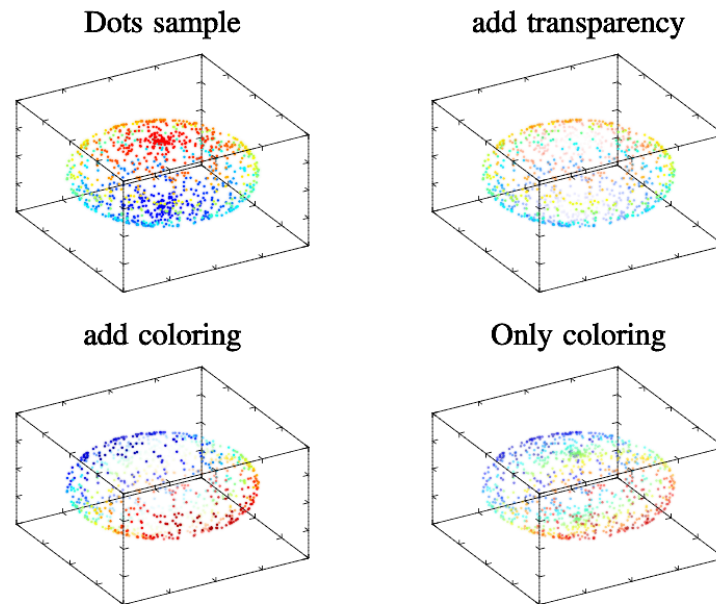 Dots sample
add transparency
add coloring
Only coloring